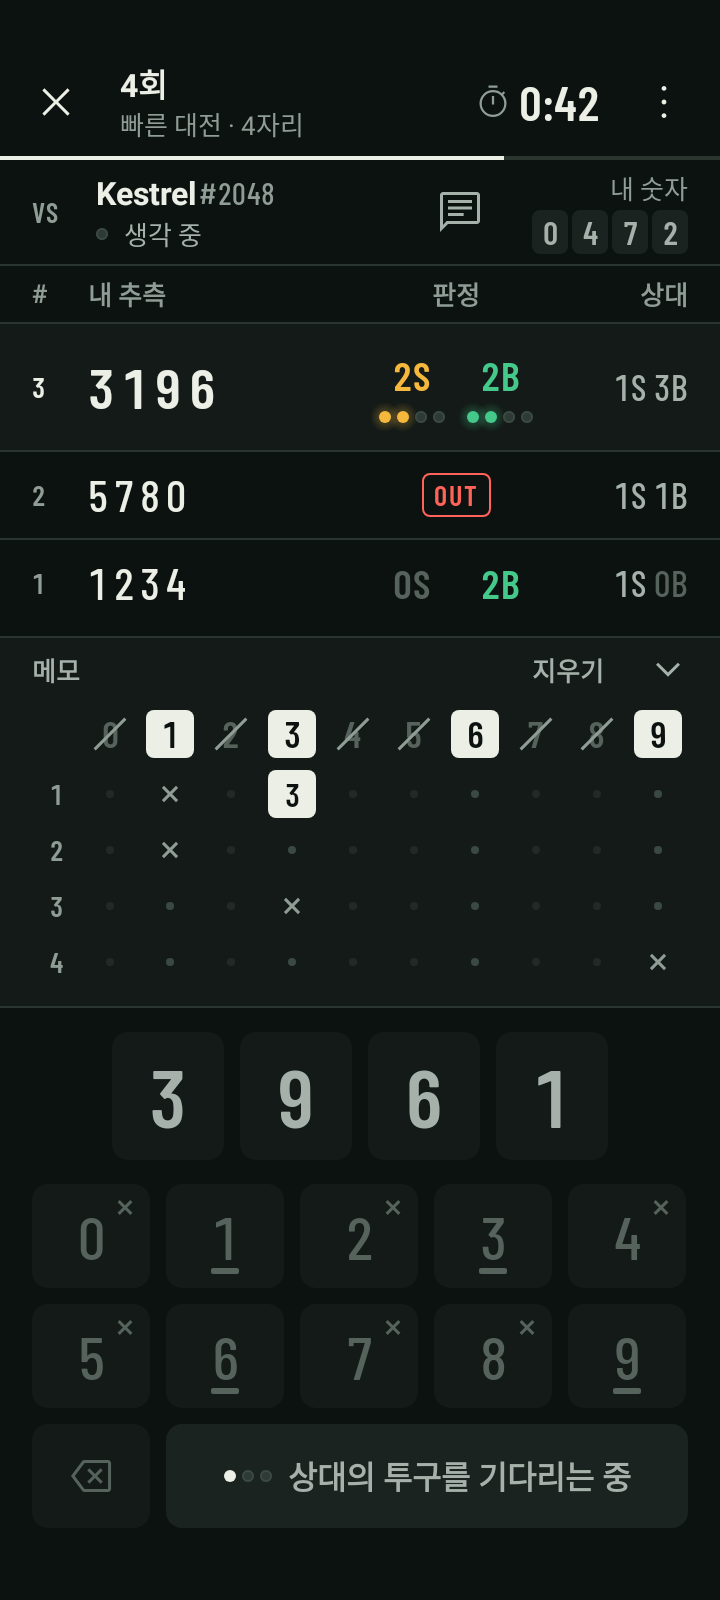 4회
빠른 대전 · 4자리
0:42
VS
Kestrel #2048
생각 중
내 숫자
0 4 7 2
# 내 추측 판정 상대
3 3196 2S 2B 1S 3B
2 5780 OUT 1S 1B
1 1234 0S 2B 1S 0B
메모 지우기
0 1 2 3 4 5 6 7 8 9
1 3
2
3
4
3 9 6 1
0 1 2 3 4
5 6 7 8 9
상대의 투구를 기다리는 중